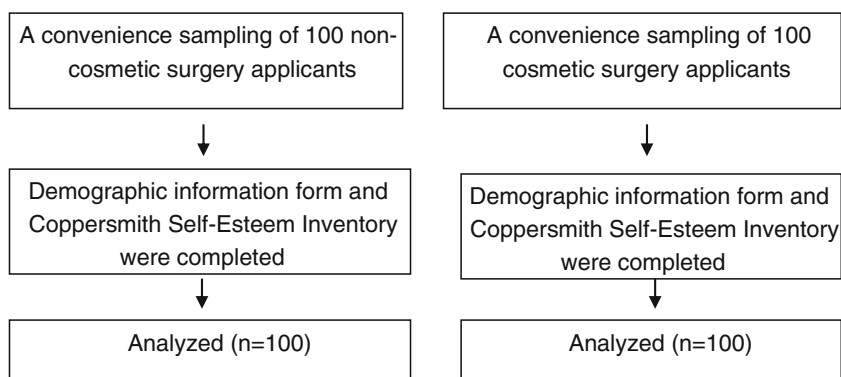 A convenience sampling of 100 non-
cosmetic surgery applicants
Demographic information form and
Coppersmith Self-Esteem Inventory
were completed
Analyzed (n=100)
A convenience sampling of 100
cosmetic surgery applicants
Demographic information form and
Coppersmith Self-Esteem Inventory
were completed
Analyzed (n=100)